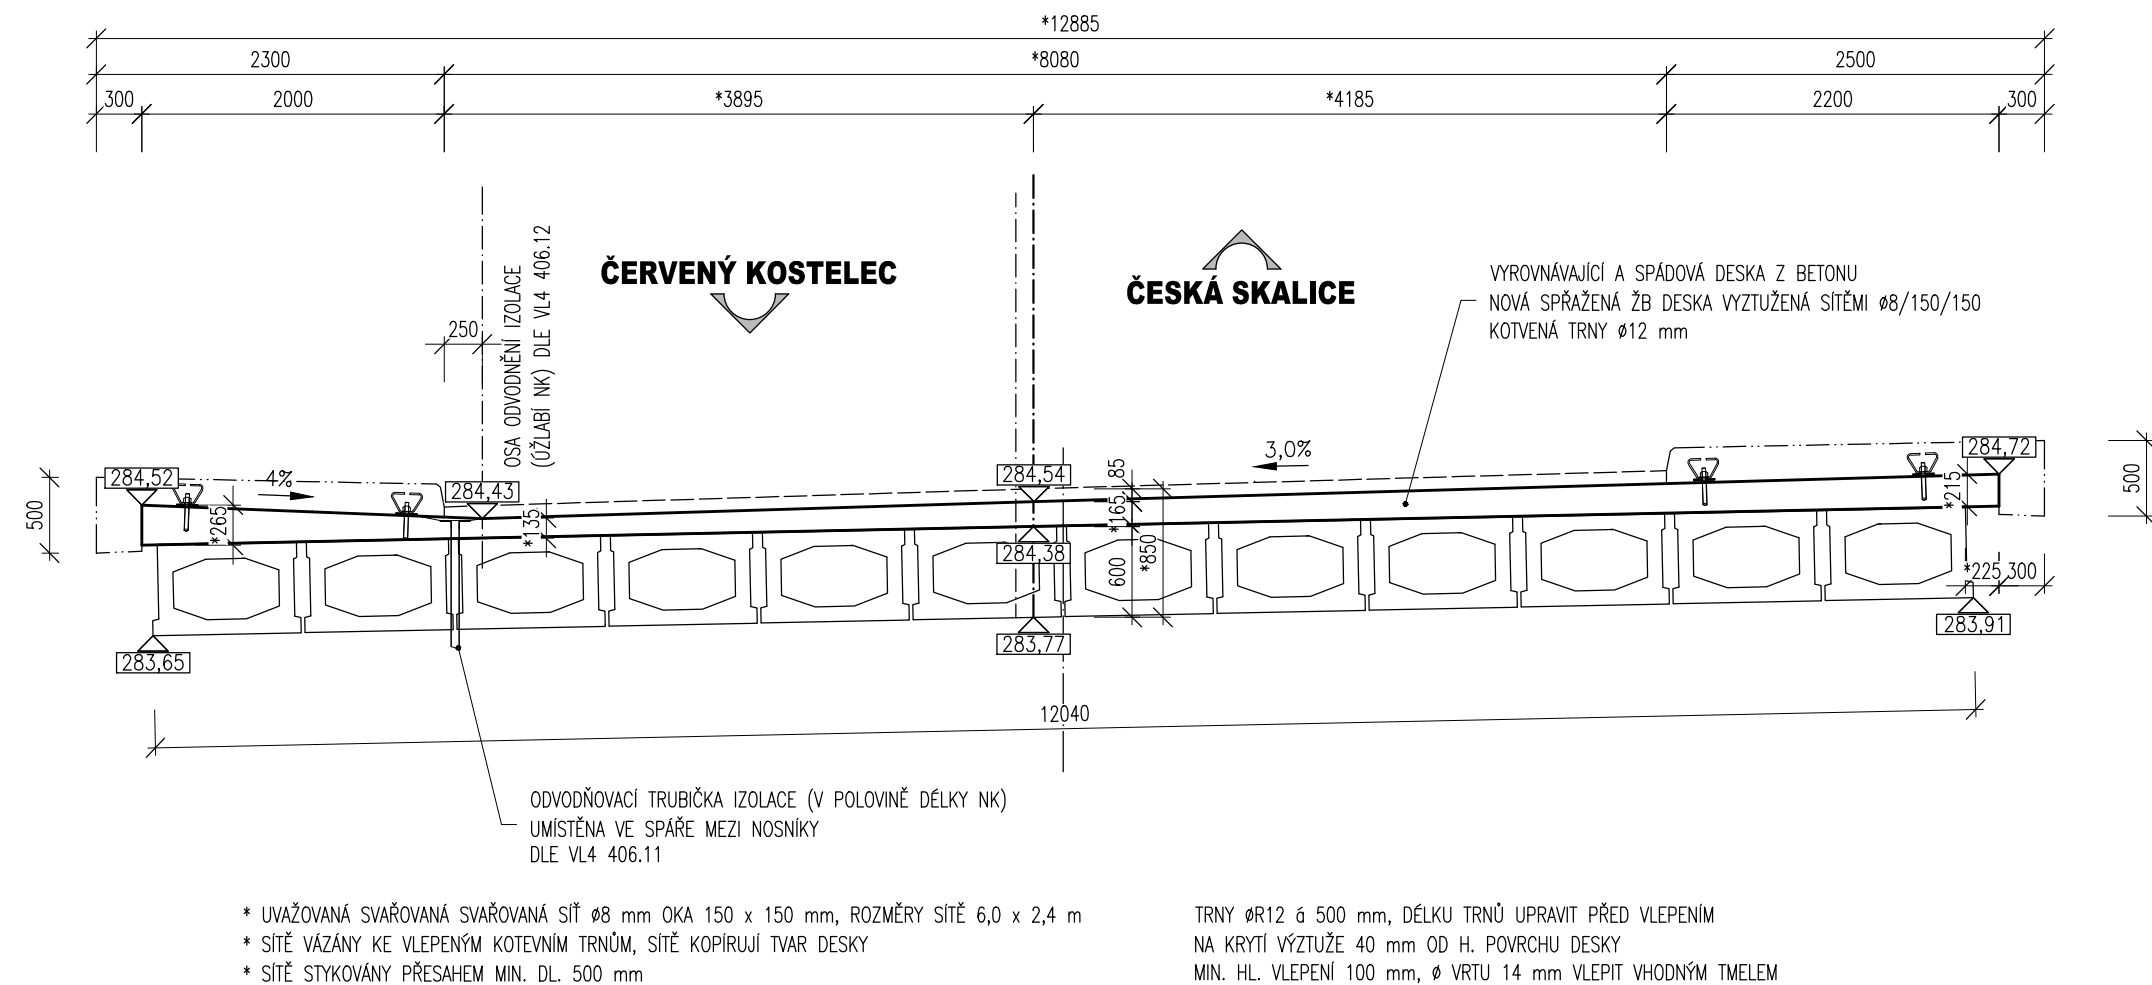 *12885
2300
*8080
2500
300
2000
*3895
*4185
2200
300
OSA ODVODNĚNÍ IZOLACE
(ÚŽLABÍ NK) DLE VL4 406.12
250
ČERVENÝ KOSTELEC
ČESKÁ SKALICE
VYROVNÁVAJÍCÍ A SPÁDOVÁ DESKA Z BETONU
NOVÁ SPŘAŽENÁ ŽB DESKA VYZTUŽENÁ SÍTĚMI ø8/150/150
KOTVENÁ TRNY ø12 mm
500
284,52
4%
*265
284,43
*135
284,54
284,38
283,77
85
*165
600
*850
3,0%
284,72
*215
500
*225
300
283,65
283,91
12040
ODVODŇOVACÍ TRUBIČKA IZOLACE (V POLOVINĚ DÉLKY NK)
UMÍSTĚNA VE SPÁŘE MEZI NOSNÍKY
DLE VL4 406.11
* UVAŽOVANÁ SVAŘOVANÁ SVAŘOVANÁ SÍŤ ø8 mm OKA 150 x 150 mm, ROZMĚRY SÍTĚ 6,0 x 2,4 m
* SÍTĚ VÁZÁNY KE VLEPENÝM KOTEVNÍM TRNŮM, SÍTĚ KOPÍRUJÍ TVAR DESKY
* SÍTĚ STYKOVÁNY PŘESAHEM MIN. DL. 500 mm
TRNY øR12 á 500 mm, DÉLKU TRNŮ UPRAVIT PŘED VLEPENÍM
NA KRYTÍ VÝZTUŽE 40 mm OD H. POVRCHU DESKY
MIN. HL. VLEPENÍ 100 mm, ø VRTU 14 mm VLEPIT VHODNÝM TMELEM